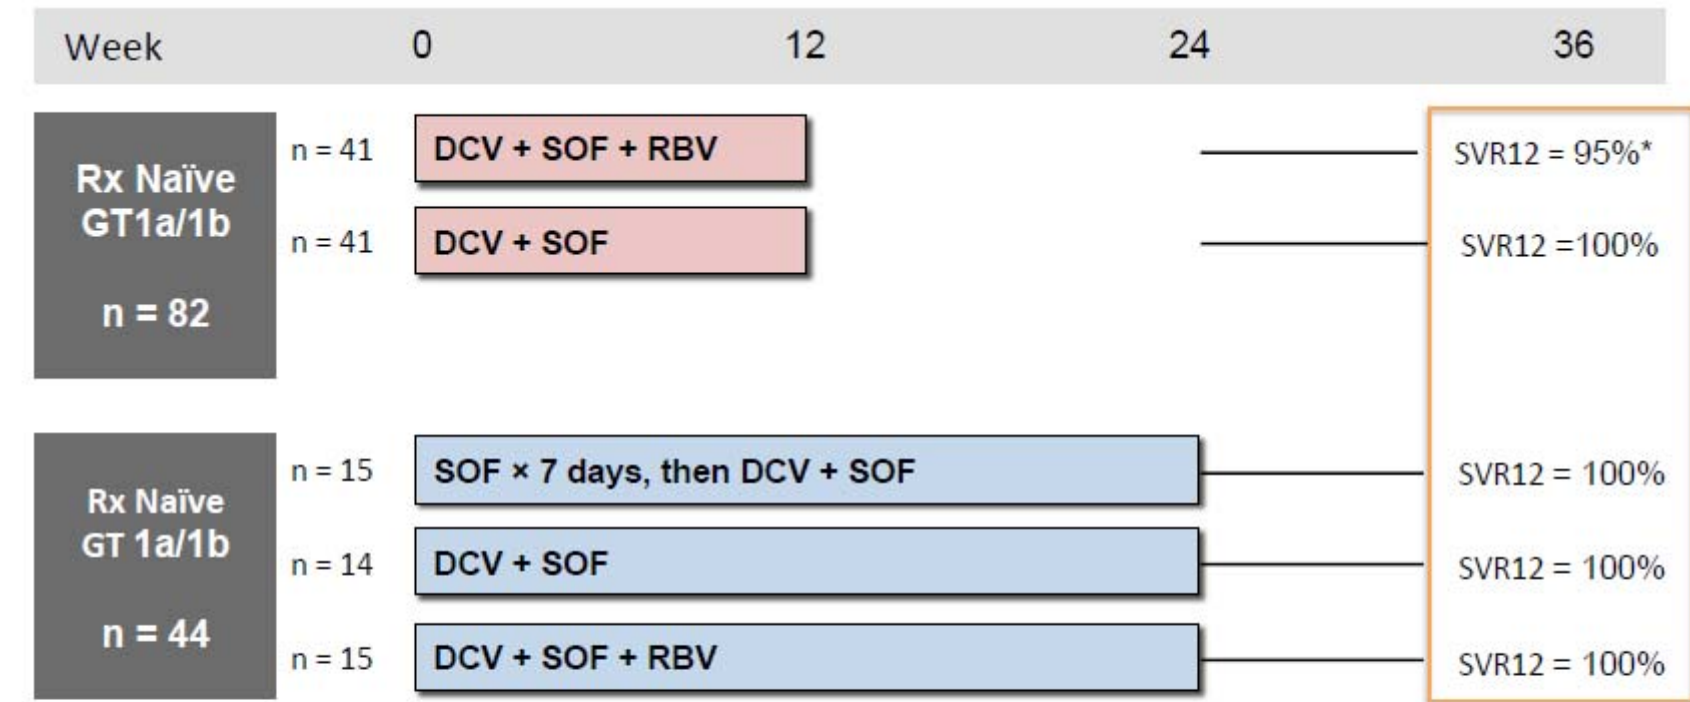 Week 0 12 24 36
Rx Naïve
GT1a/1b
n = 82
n = 41 DCV + SOF + RBV SVR12 = 95%*
n = 41 DCV + SOF SVR12 =100%
Rx Naïve
GT 1a/1b
n = 44
n = 15 SOF × 7 days, then DCV + SOF SVR12 = 100%
n = 14 DCV + SOF SVR12 = 100%
n = 15 DCV + SOF + RBV SVR12 = 100%